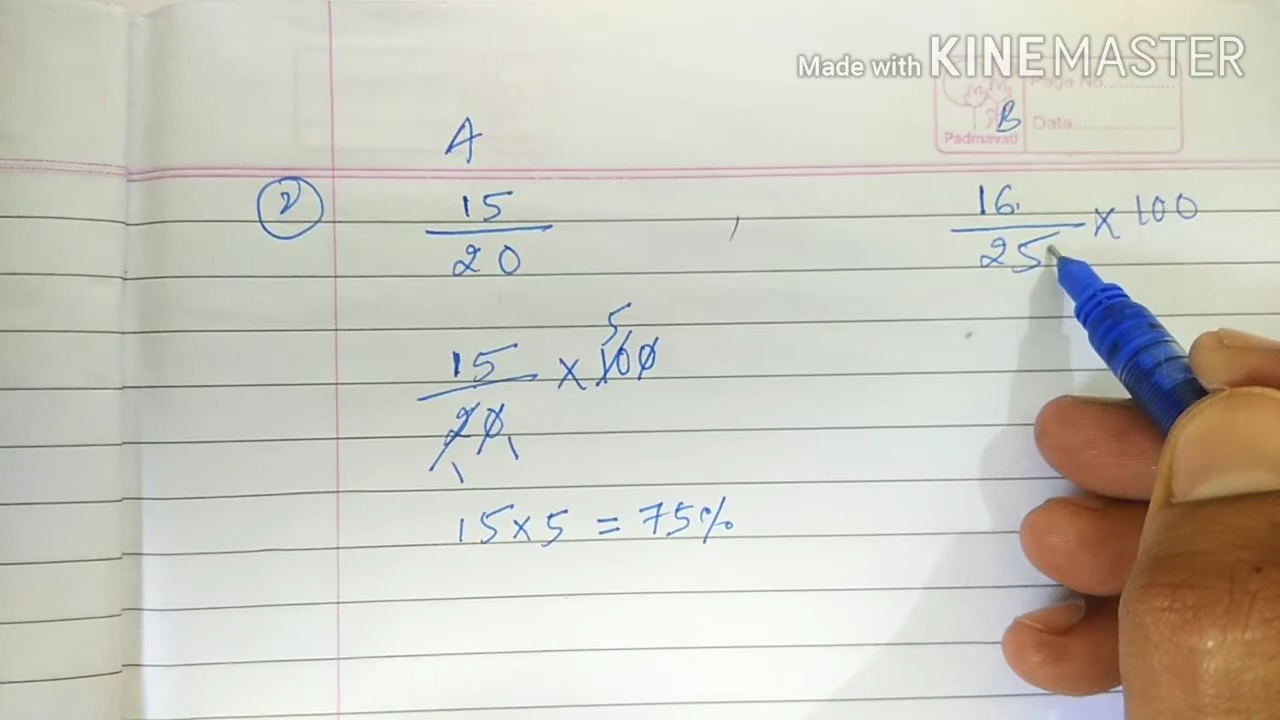 Made with KINEMASTER
Page No.
Date
Padmavati
A
B
2
15
20
,
16
25
× 100
15
20
× 100
5
15 × 5 = 75%